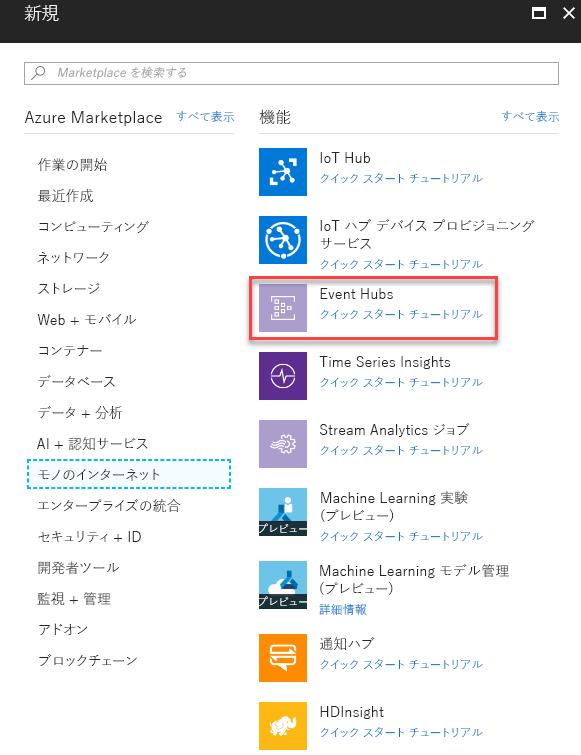 新規
Marketplace を検索する
Azure Marketplace すべて表示
作業の開始
最近作成
コンピューティング
ネットワーク
ストレージ
Web + モバイル
コンテナー
データベース
データ + 分析
AI + 認知サービス
モノのインターネット
エンタープライズの統合
セキュリティ + ID
開発者ツール
監視 + 管理
アドオン
ブロックチェーン
機能 すべて表示
IoT Hub
クイック スタート チュートリアル
IoT ハブ デバイス プロビジョニング
サービス
クイック スタート チュートリアル
Event Hubs
クイック スタート チュートリアル
Time Series Insights
クイック スタート チュートリアル
Stream Analytics ジョブ
クイック スタート チュートリアル
プレビュー
Machine Learning 実験
(プレビュー)
クイック スタート チュートリアル
プレビュー
Machine Learning モデル管理
(プレビュー)
詳細情報
通知ハブ
クイック スタート チュートリアル
HDInsight
クイック スタート チュートリアル